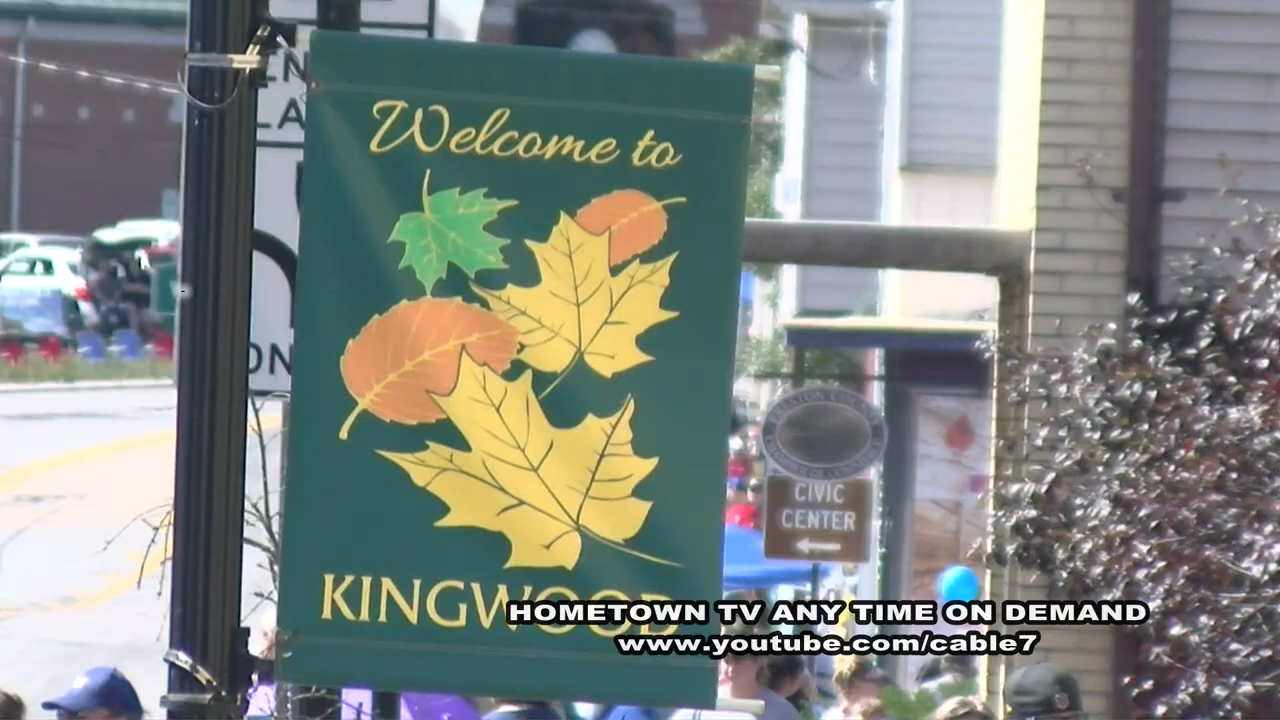 Welcome to
KINGWOOD
CIVIC
CENTER
HOMETOWN TV ANY TIME ON DEMAND
www.youtube.com/cable7